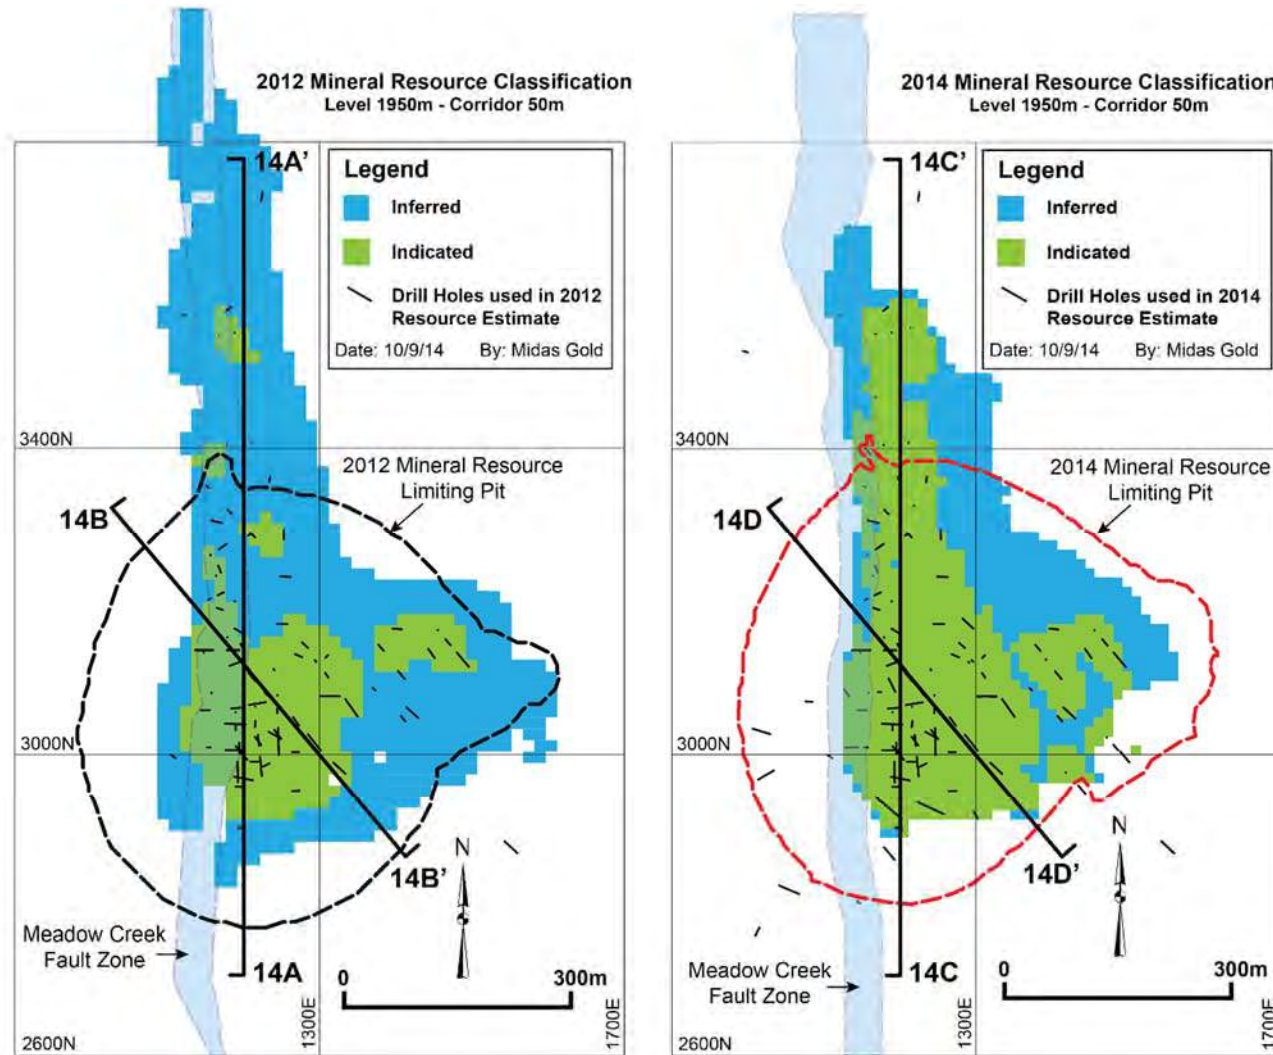 2012 Mineral Resource Classification
Level 1950m - Corridor 50m
14A'
Legend
Inferred
Indicated
Drill Holes used in 2012
Resource Estimate
Date: 10/9/14 By: Midas Gold
3400N
2012 Mineral Resource
Limiting Pit
14B
3000N
14B'
N
Meadow Creek
Fault Zone
14A
0 300m
2600N
1300E
1700E
2014 Mineral Resource Classification
Level 1950m - Corridor 50m
14C'
Legend
Inferred
Indicated
Drill Holes used in 2014
Resource Estimate
Date: 10/9/14 By: Midas Gold
3400N
2014 Mineral Resource
Limiting Pit
14D
3000N
14D'
N
Meadow Creek
Fault Zone
14C
0 300m
2600N
1300E
1700E